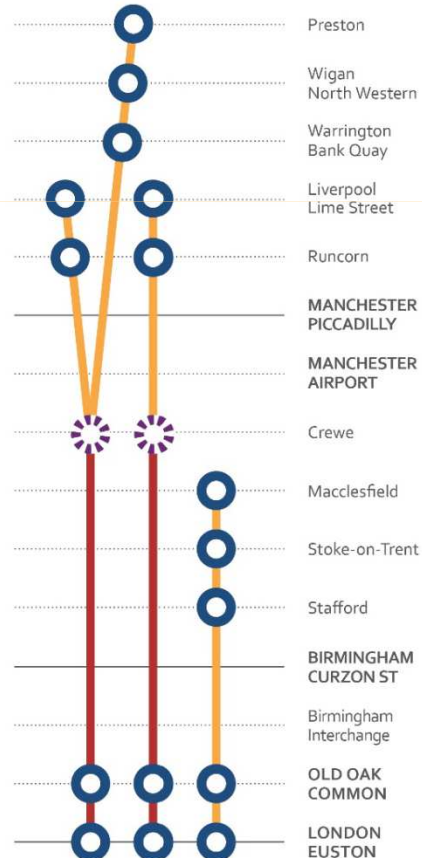 Preston
Wigan
North Western
Warrington
Bank Quay
Liverpool
Lime Street
Runcorn
MANCHESTER
PICCADILLY
MANCHESTER
AIRPORT
Crewe
Macclesfield
Stoke-on-Trent
Stafford
BIRMINGHAM
CURZON ST
Birmingham
Interchange
OLD OAK
COMMON
LONDON
EUSTON